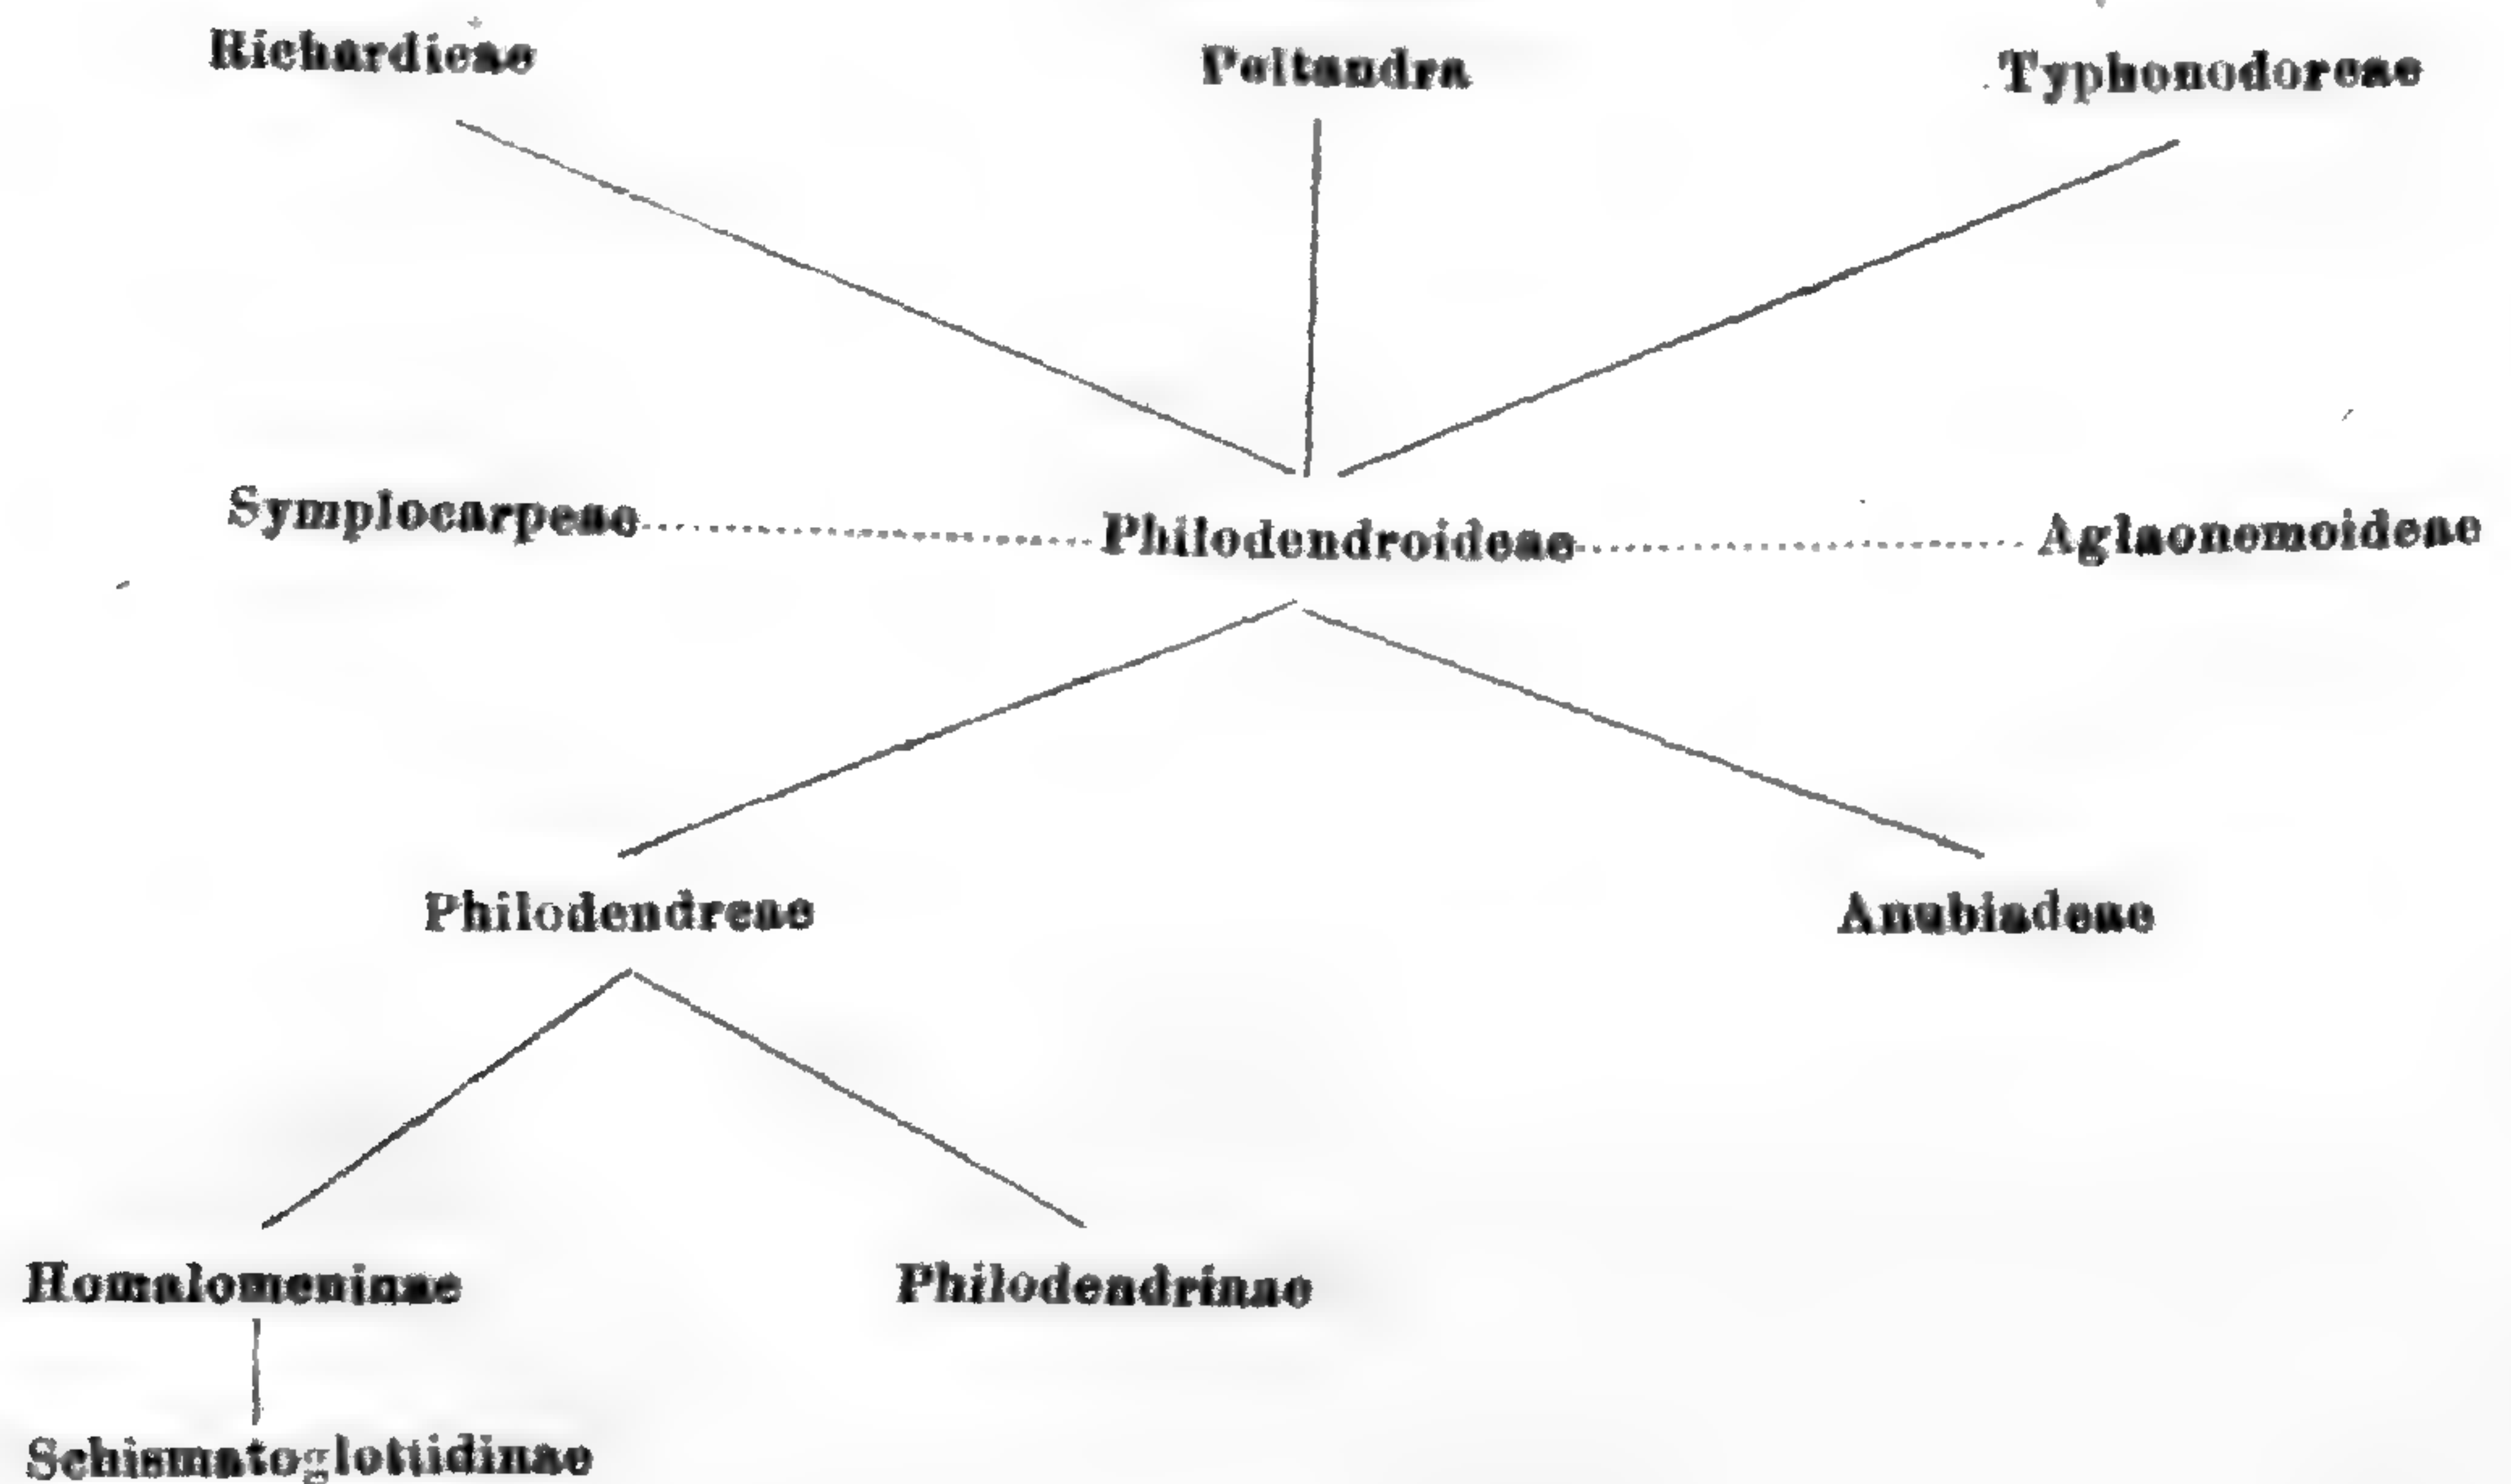 Richardieae Peltandra Typhonodoreae
Symplocarpeae Philodendroideae Aglaonemoideae
Philodendreae Anubiadeae
Homalomeninae Philodendrinae
Schismatoglottidinae